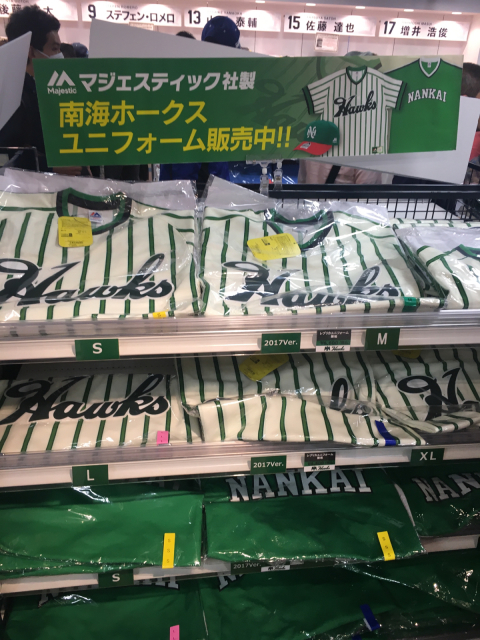 9 ステフェン・ロメロ
13 山 泰輔
15 佐藤 達也
17 増井 浩俊
Majestic
マジェスティック社製
南海ホークス
ユニフォーム販売中!!
Hawks
NANKAI
Hawks
Hawks
S
2017Ver.
M
Hawks
L
2017Ver.
XL
NANKAI
NANKAI
S